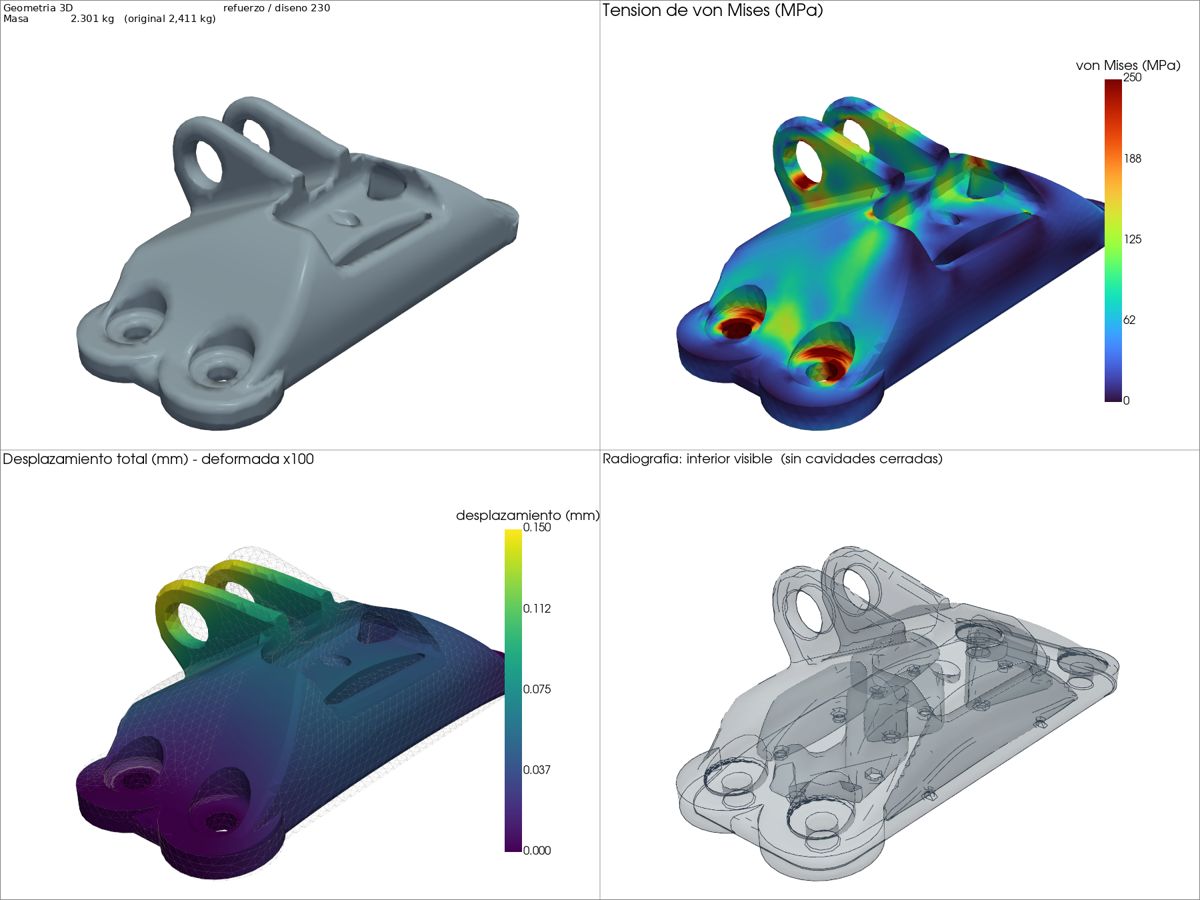 Geometria 3D refuerzo / diseno 230
Masa 2.301 kg (original 2,411 kg)
Tension de von Mises (MPa)
von Mises (MPa)
250
188
125
62
0
Desplazamiento total (mm) - deformada x100
desplazamiento (mm)
0.150
0.112
0.075
0.037
0.000
Radiografia: interior visible (sin cavidades cerradas)